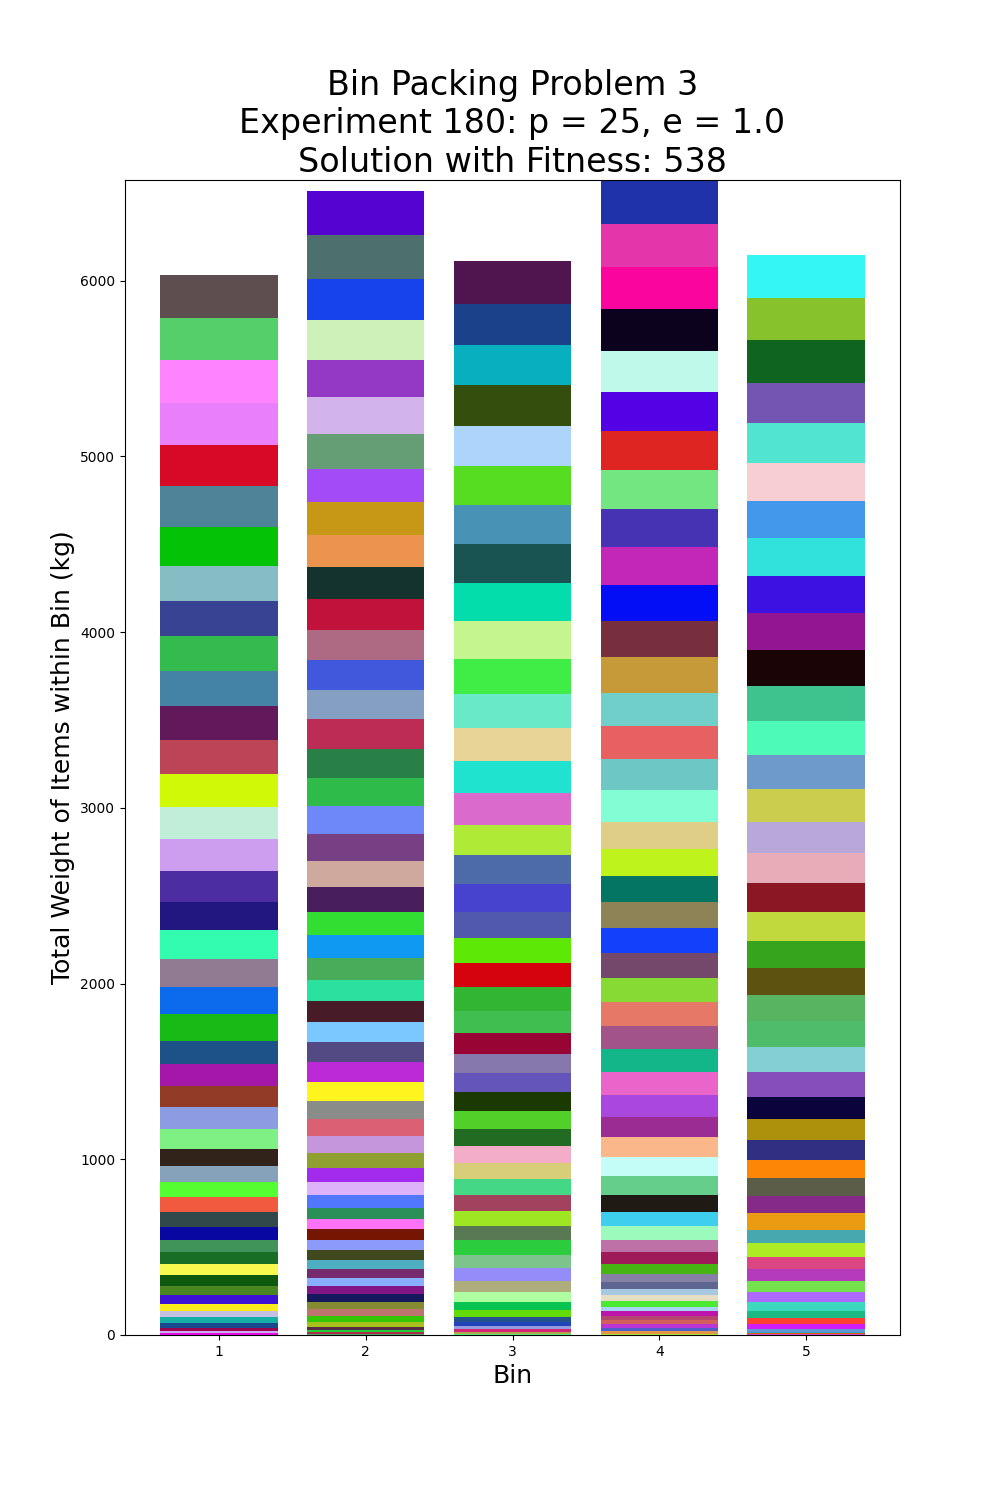 Bin Packing Problem 3
Experiment 180: p = 25, e = 1.0
Solution with Fitness: 538
6000
5000
4000
3000
2000
1000
0
Total Weight of Items within Bin (kg)
1 2 3 4 5
Bin